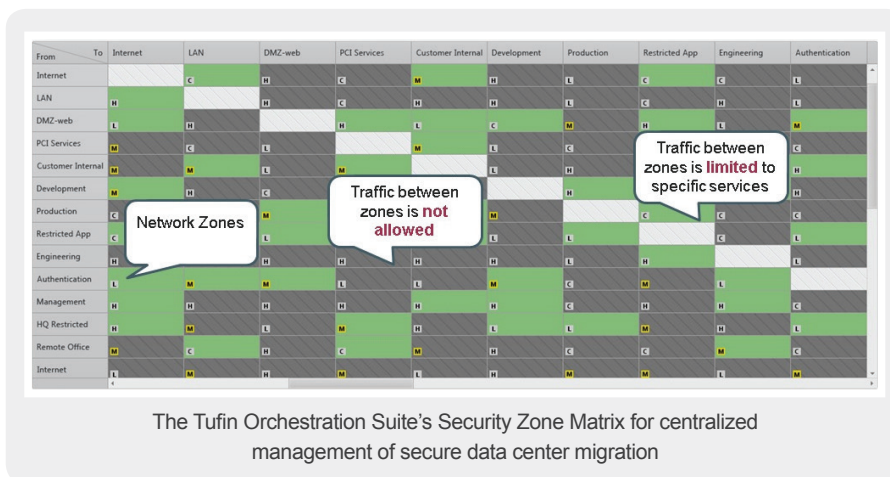 To
From
Internet LAN DMZ-web PCI Services Customer Internal Development Production Restricted App Engineering Authentication
Internet C H C M H L C C L
LAN H H C H H L C H L
DMZ-web L H H L C M H L M
PCI Services M C L M L C
Customer Internal M M L M L H H
Development M H C H H
Production C M M C C C
Restricted App C L L L C L
Engineering H H H H H L H L
Authentication L M M L L M C M L
Management H H H H H H C H H C
HQ Restricted H M L M H L L M H L
Remote Office M C H C M H C C M C
Internet L M H M L H M M L M
Network Zones
Traffic between
zones is not
allowed
Traffic between
zones is limited to
specific services
The Tufin Orchestration Suite's Security Zone Matrix for centralized
management of secure data center migration